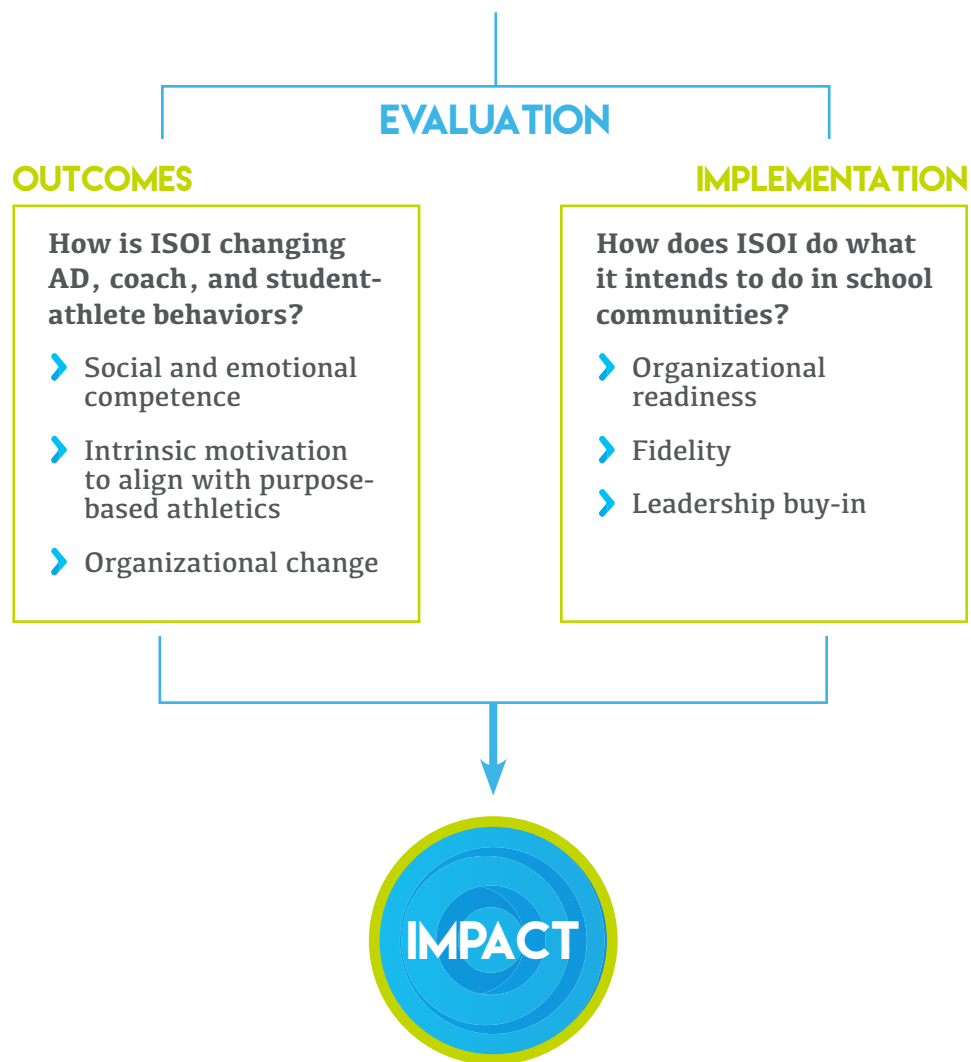 EVALUATION
OUTCOMES
How is ISOI changing
AD, coach, and student-
athlete behaviors?
Social and emotional
competence
Intrinsic motivation
to align with purpose-
based athletics
Organizational change
IMPLEMENTATION
How does ISOI do what
it intends to do in school
communities?
Organizational
readiness
Fidelity
Leadership buy-in
IMPACT